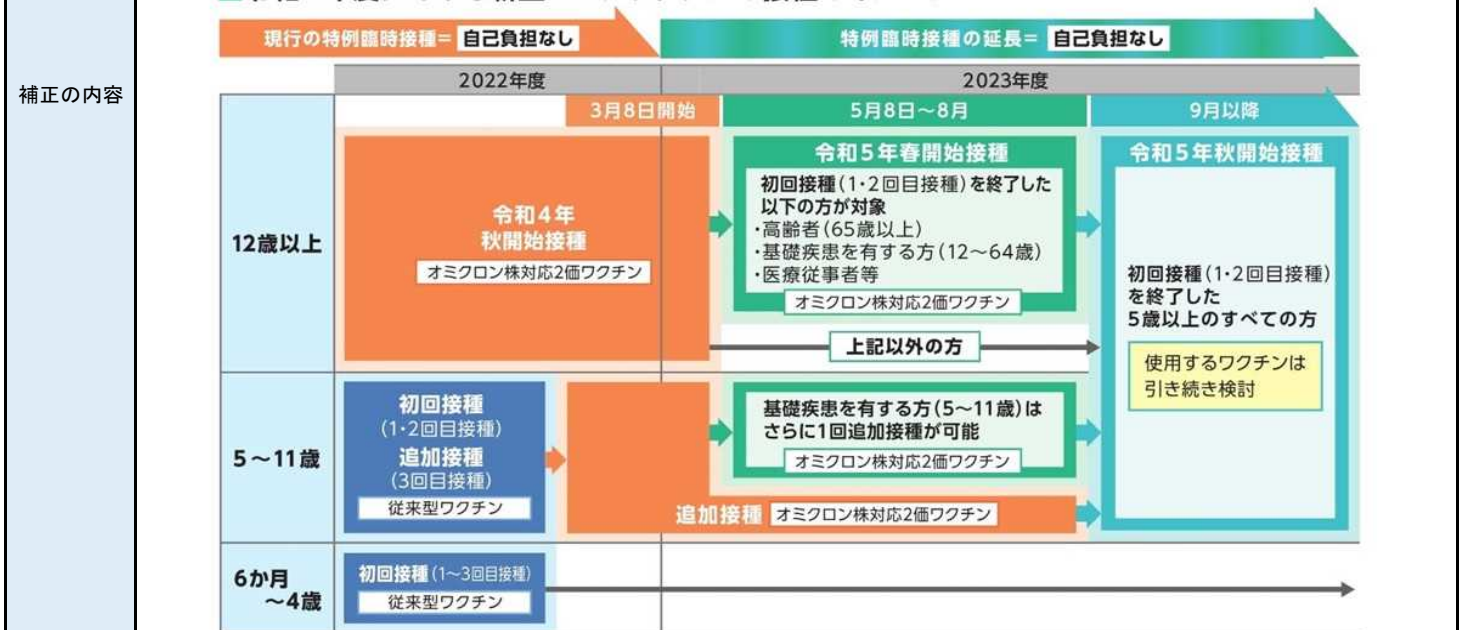 補正の内容
現行の特例臨時接種= 自己負担なし
特例臨時接種の延長= 自己負担なし
2022年度
2023年度
3月8日開始
5月8日～8月
9月以降
12歳以上
令和4年
秋開始接種
オミクロン株対応2価ワクチン
令和5年春開始接種
初回接種(1・2回目接種)を終了した
以下の方が対象
・高齢者(65歳以上)
・基礎疾患を有する方(12～64歳)
・医療従事者等
オミクロン株対応2価ワクチン
上記以外の方
令和5年秋開始接種
初回接種(1・2回目接種)
を終了した
5歳以上のすべての方
使用するワクチンは
引き続き検討
5～11歳
初回接種
(1・2回目接種)
追加接種
(3回目接種)
従来型ワクチン
基礎疾患を有する方(5～11歳)は
さらに1回追加接種が可能
オミクロン株対応2価ワクチン
追加接種 オミクロン株対応2価ワクチン
6か月
～4歳
初回接種(1～3回目接種)
従来型ワクチン